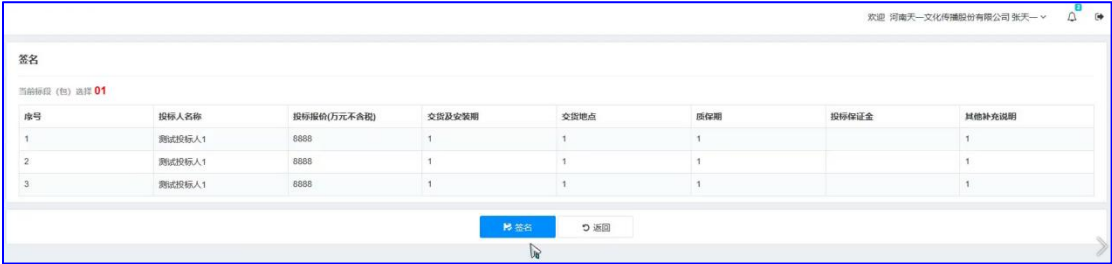 欢迎 河南天一文化传播股份有限公司 张天一
2
签名
当前标段（包）选择 01
序号 投标人名称 投标报价(万元不含税) 交货及安装期 交货地点 质保期 投标保证金 其他补充说明
1 测试投标人1 8888 1 1 1 1
2 测试投标人1 8888 1 1 1 1
3 测试投标人1 8888 1 1 1 1
签名 返回